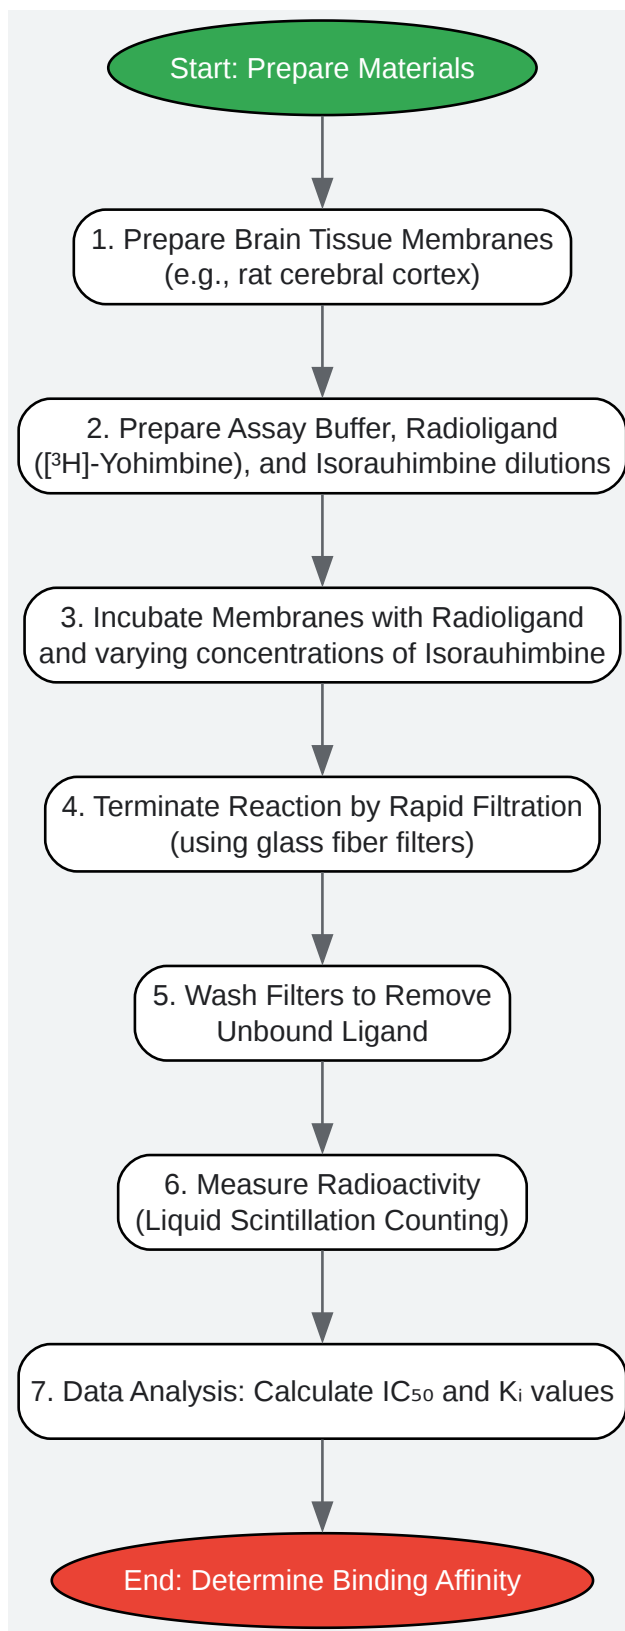 Start: Prepare Materials
1. Prepare Brain Tissue Membranes
(e.g., rat cerebral cortex)
2. Prepare Assay Buffer, Radioligand
([³H]-Yohimbine), and Isorauhimbine dilutions
3. Incubate Membranes with Radioligand
and varying concentrations of Isorauhimbine
4. Terminate Reaction by Rapid Filtration
(using glass fiber filters)
5. Wash Filters to Remove
Unbound Ligand
6. Measure Radioactivity
(Liquid Scintillation Counting)
7. Data Analysis: Calculate IC₅₀ and Kᵢ values
End: Determine Binding Affinity